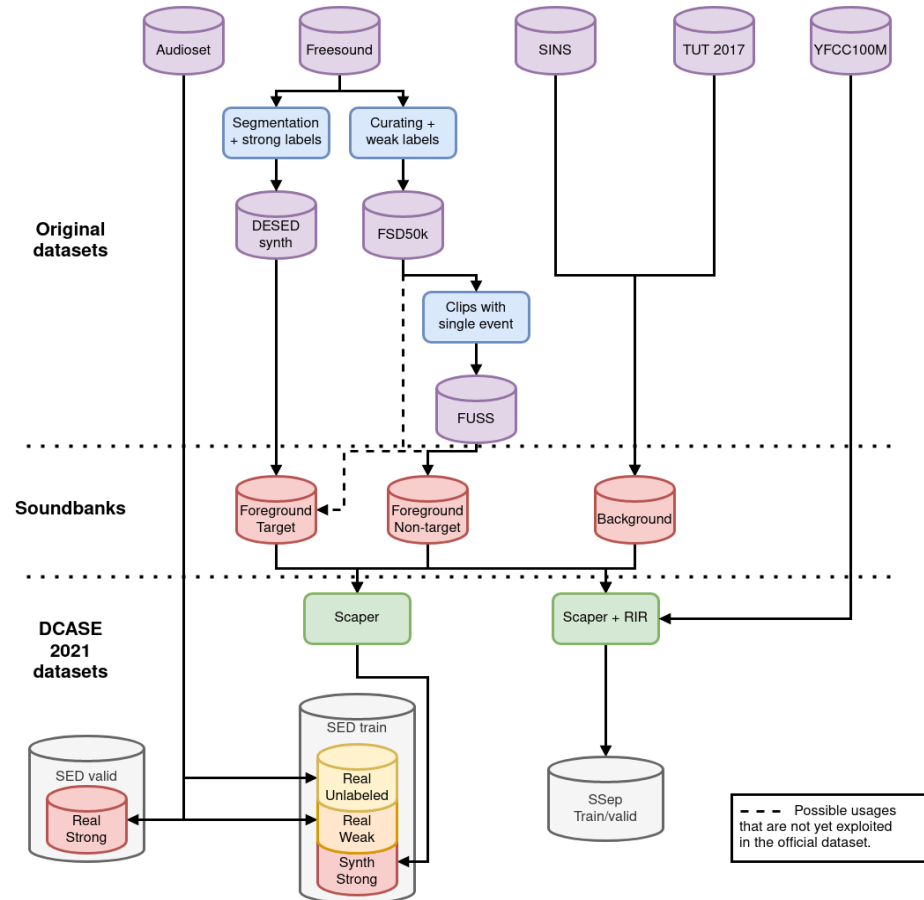 Audioset
Freesound
SINS
TUT 2017
YFCC100M
Segmentation
+ strong labels
Curating +
weak labels
Original
datasets
DESED
synth
FSD50k
Clips with
single event
FUSS
Soundbanks
Foreground
Target
Foreground
Non-target
Background
DCASE
2021
datasets
Scaper
Scaper + RIR
SED valid
Real
Strong
SED train
Real
Unlabeled
Real
Weak
Synth
Strong
SSep
Train/valid
Possible usages
that are not yet exploited
in the official dataset.